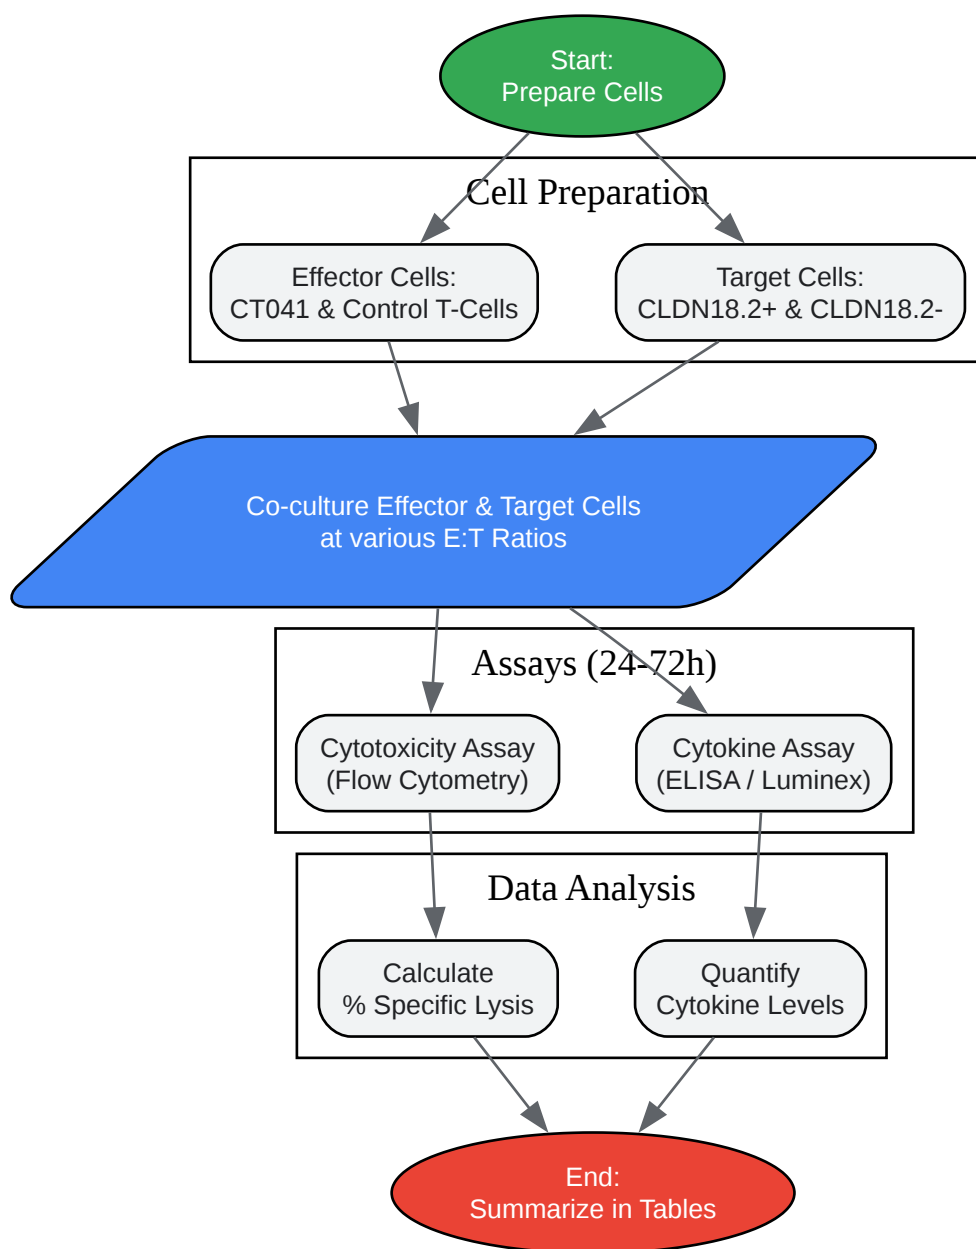 Start:
Prepare Cells
Cell Preparation
Effector Cells:
CT041 & Control T-Cells
Target Cells:
CLDN18.2+ & CLDN18.2-
Co-culture Effector & Target Cells
at various E:T Ratios
Assays (24-72h)
Cytotoxicity Assay
(Flow Cytometry)
Cytokine Assay
(ELISA / Luminex)
Data Analysis
Calculate
% Specific Lysis
Quantify
Cytokine Levels
End:
Summarize in Tables